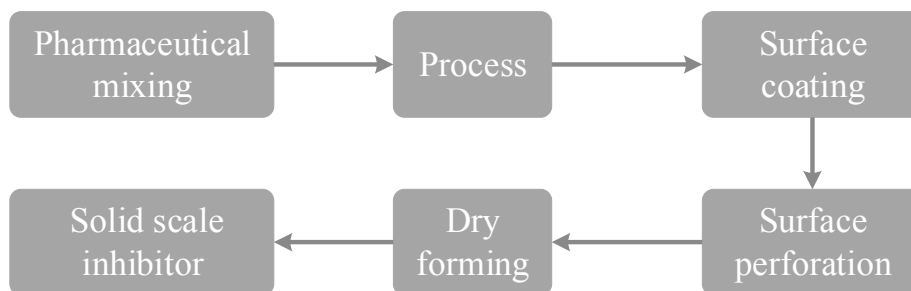 Pharmaceutical
mixing
Process
Surface
coating
Surface
perforation
Dry
forming
Solid scale
inhibitor